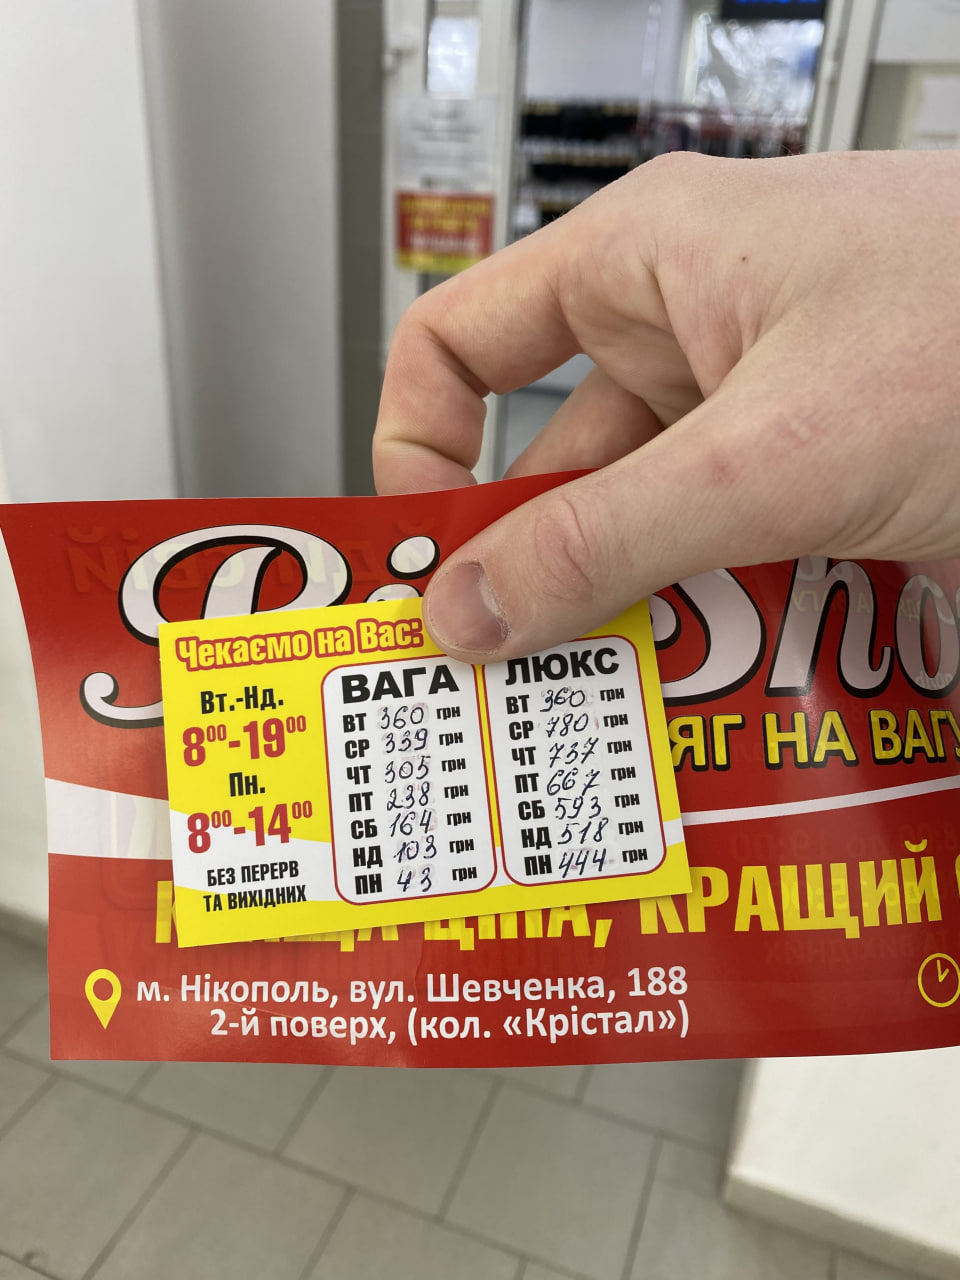 Shop
ЯГ НА ВАГУ
Чекаємо на Вас:
Вт.-Нд.
8⁰⁰-19⁰⁰
Пн.
8⁰⁰-14⁰⁰
БЕЗ ПЕРЕРВ
ТА ВИХІДНИХ
ВАГА
ВТ 360 грн
СР 339 грн
ЧТ 305 грн
ПТ 238 грн
СБ 164 грн
НД 103 грн
ПН 43 грн
ЛЮКС
ВТ 360 грн
СР 780 грн
ЧТ 737 грн
ПТ 667 грн
СБ 593 грн
НД 518 грн
ПН 444 грн
ЦІНА, КРАЩИЙ
м. Нікополь, вул. Шевченка, 188
2-й поверх, (кол. «Крістал»)